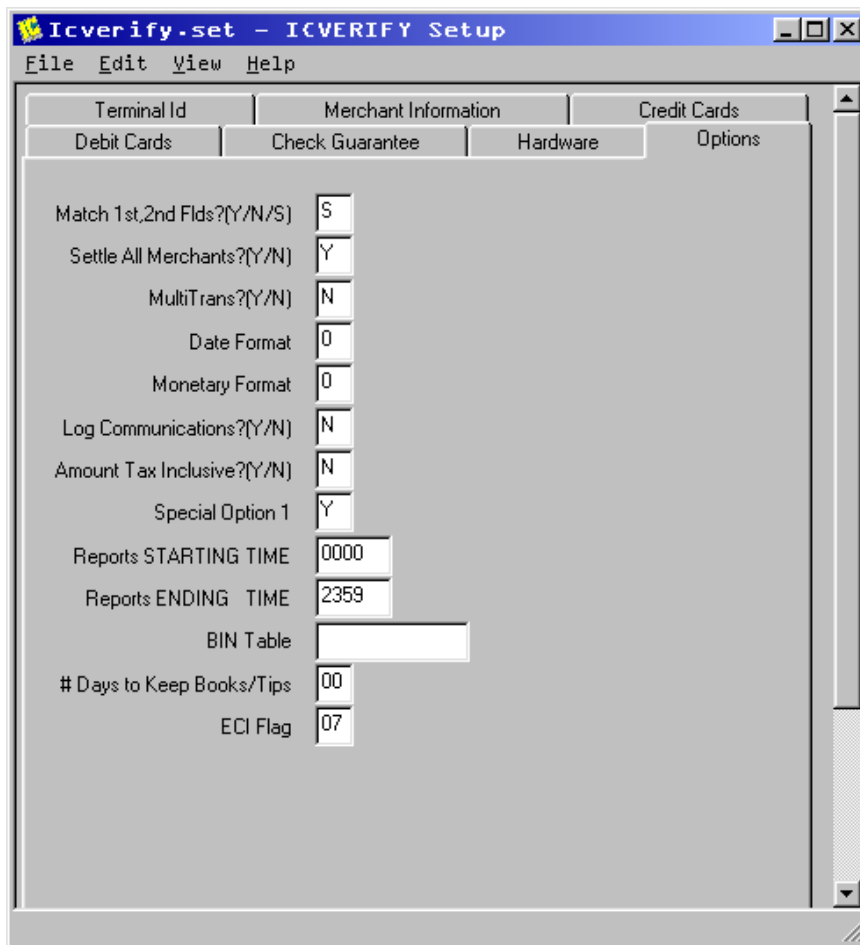 Icverify.set - ICVERIFY Setup
File Edit View Help
Terminal Id Merchant Information Credit Cards
Debit Cards Check Guarantee Hardware Options
Match 1st,2nd Flds?(Y/N/S) S
Settle All Merchants?(Y/N) Y
MultiTrans?(Y/N) N
Date Format 0
Monetary Format 0
Log Communications?(Y/N) N
Amount Tax Inclusive?(Y/N) N
Special Option 1 Y
Reports STARTING TIME 0000
Reports ENDING TIME 2359
BIN Table
# Days to Keep Books/Tips 00
ECI Flag 07